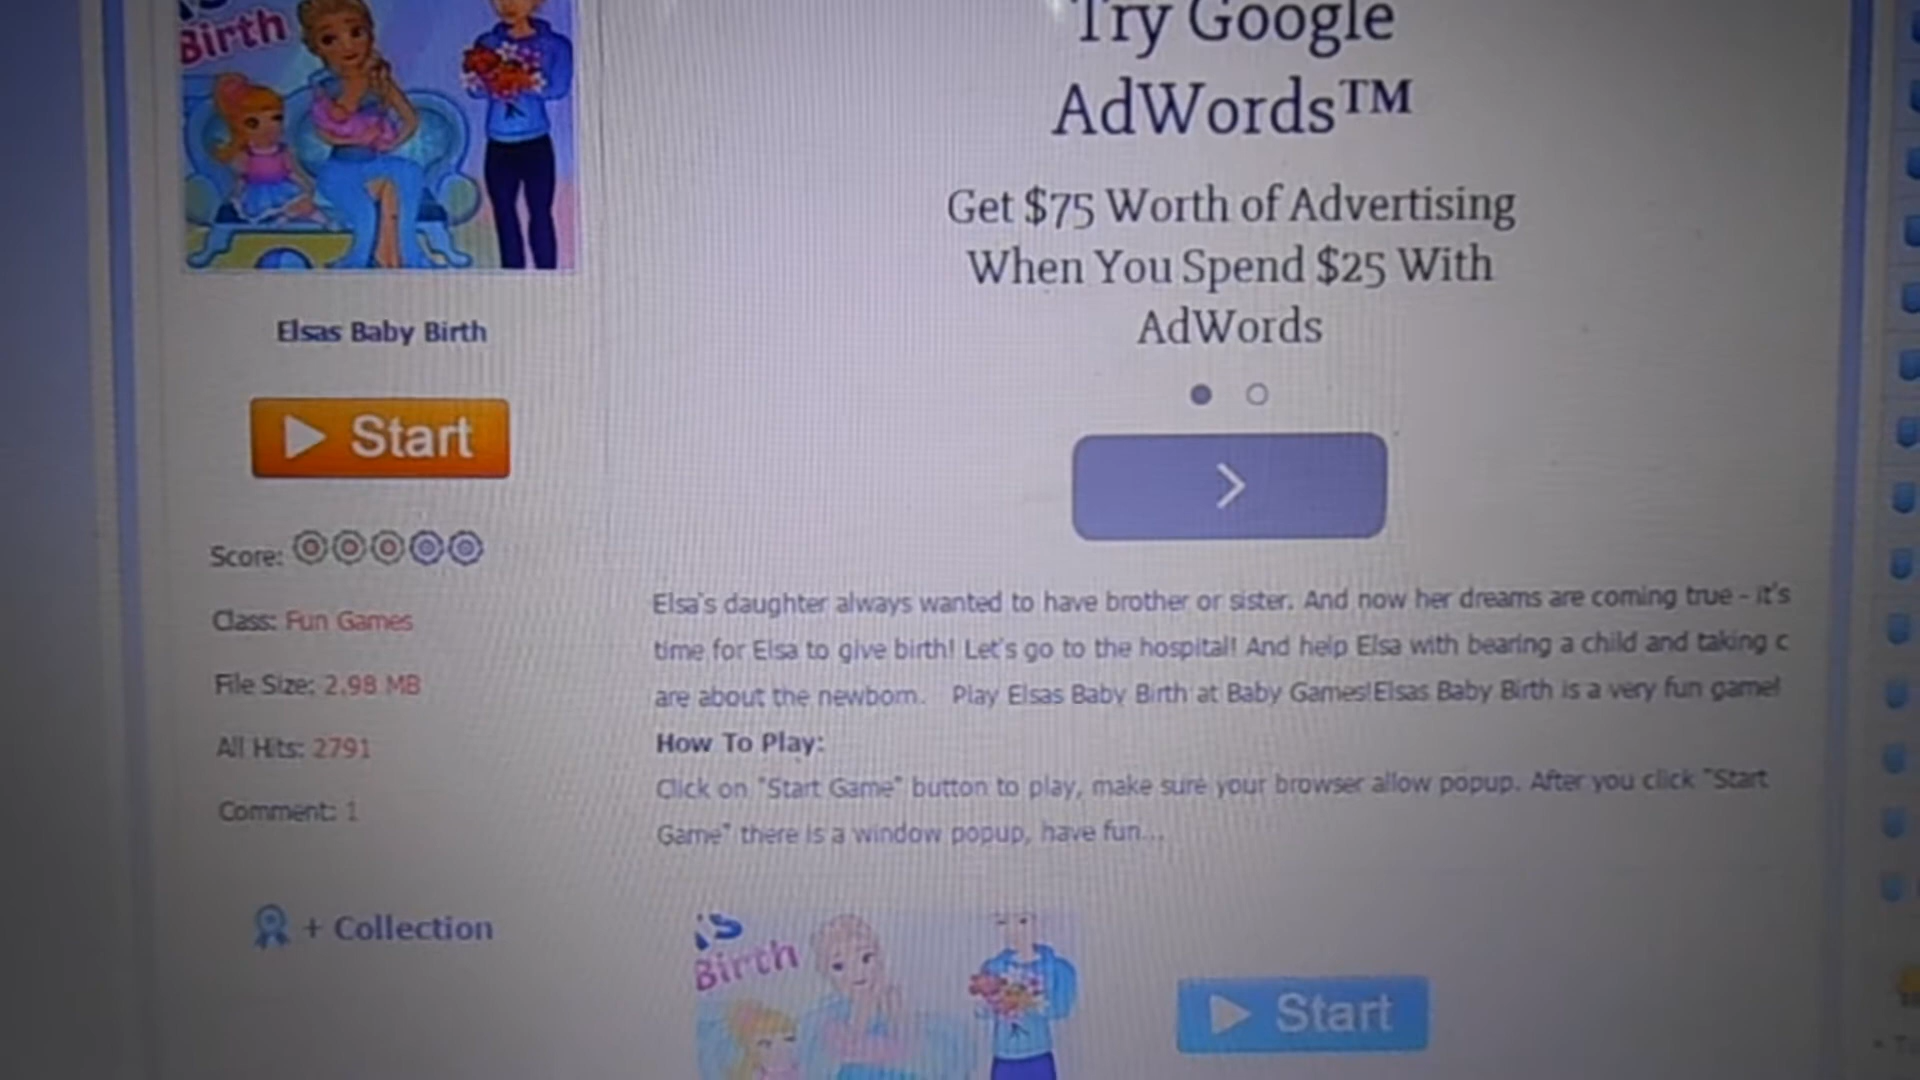 Birth
Elsas Baby Birth
Start
Score:
Class: Fun Games
File Size: 2.98 MB
All Hits: 2791
Comment: 1
+ Collection
Try Google
AdWords™
Get $75 Worth of Advertising
When You Spend $25 With
AdWords
Elsa's daughter always wanted to have brother or sister. And now her dreams are coming true - it's
time for Elsa to give birth! Let's go to the hospital! And help Elsa with bearing a child and taking c
are about the newborn. Play Elsas Baby Birth at Baby Games!Elsas Baby Birth is a very fun game!
How To Play:
Click on "Start Game" button to play, make sure your browser allow popup. After you click "Start
Game" there is a window popup, have fun...
Birth
Start